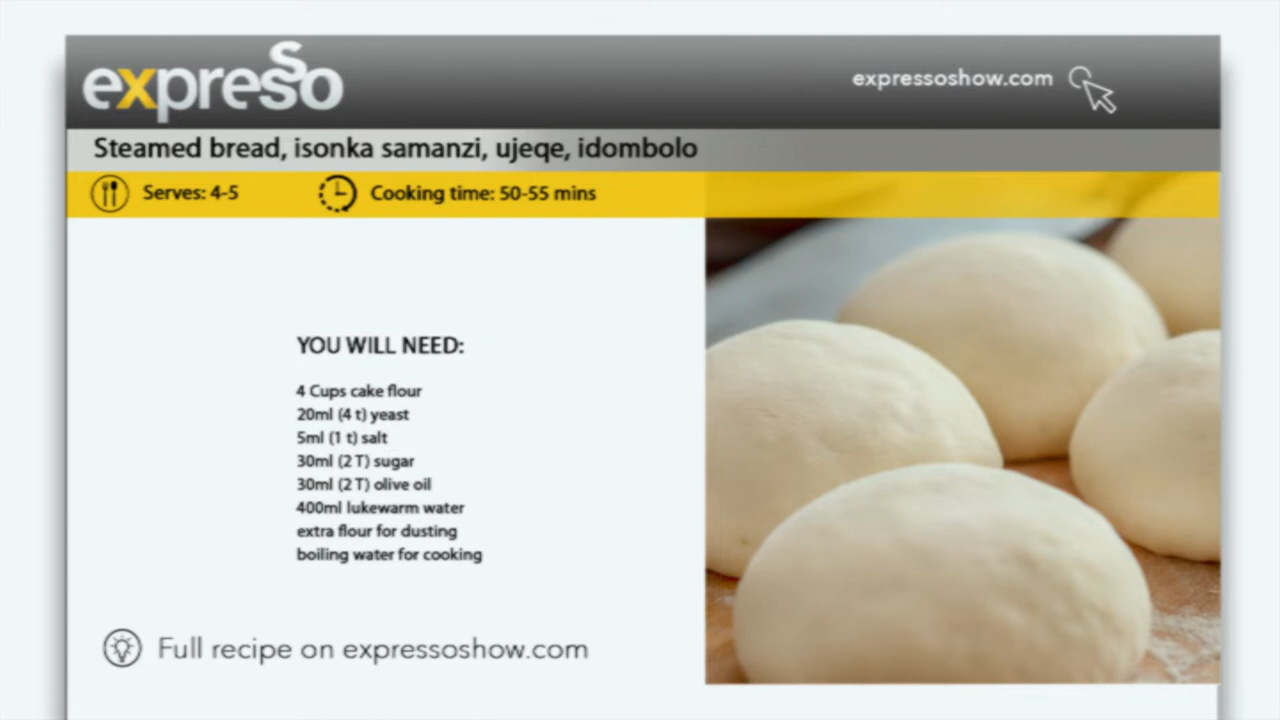 expresso
expressoshow.com
Steamed bread, isonka samanzi, ujeqe, idombolo
Serves: 4-5
Cooking time: 50-55 mins
YOU WILL NEED:
4 Cups cake flour
20ml (4 t) yeast
5ml (1 t) salt
30ml (2 T) sugar
30ml (2 T) olive oil
400ml lukewarm water
extra flour for dusting
boiling water for cooking
Full recipe on expressoshow.com